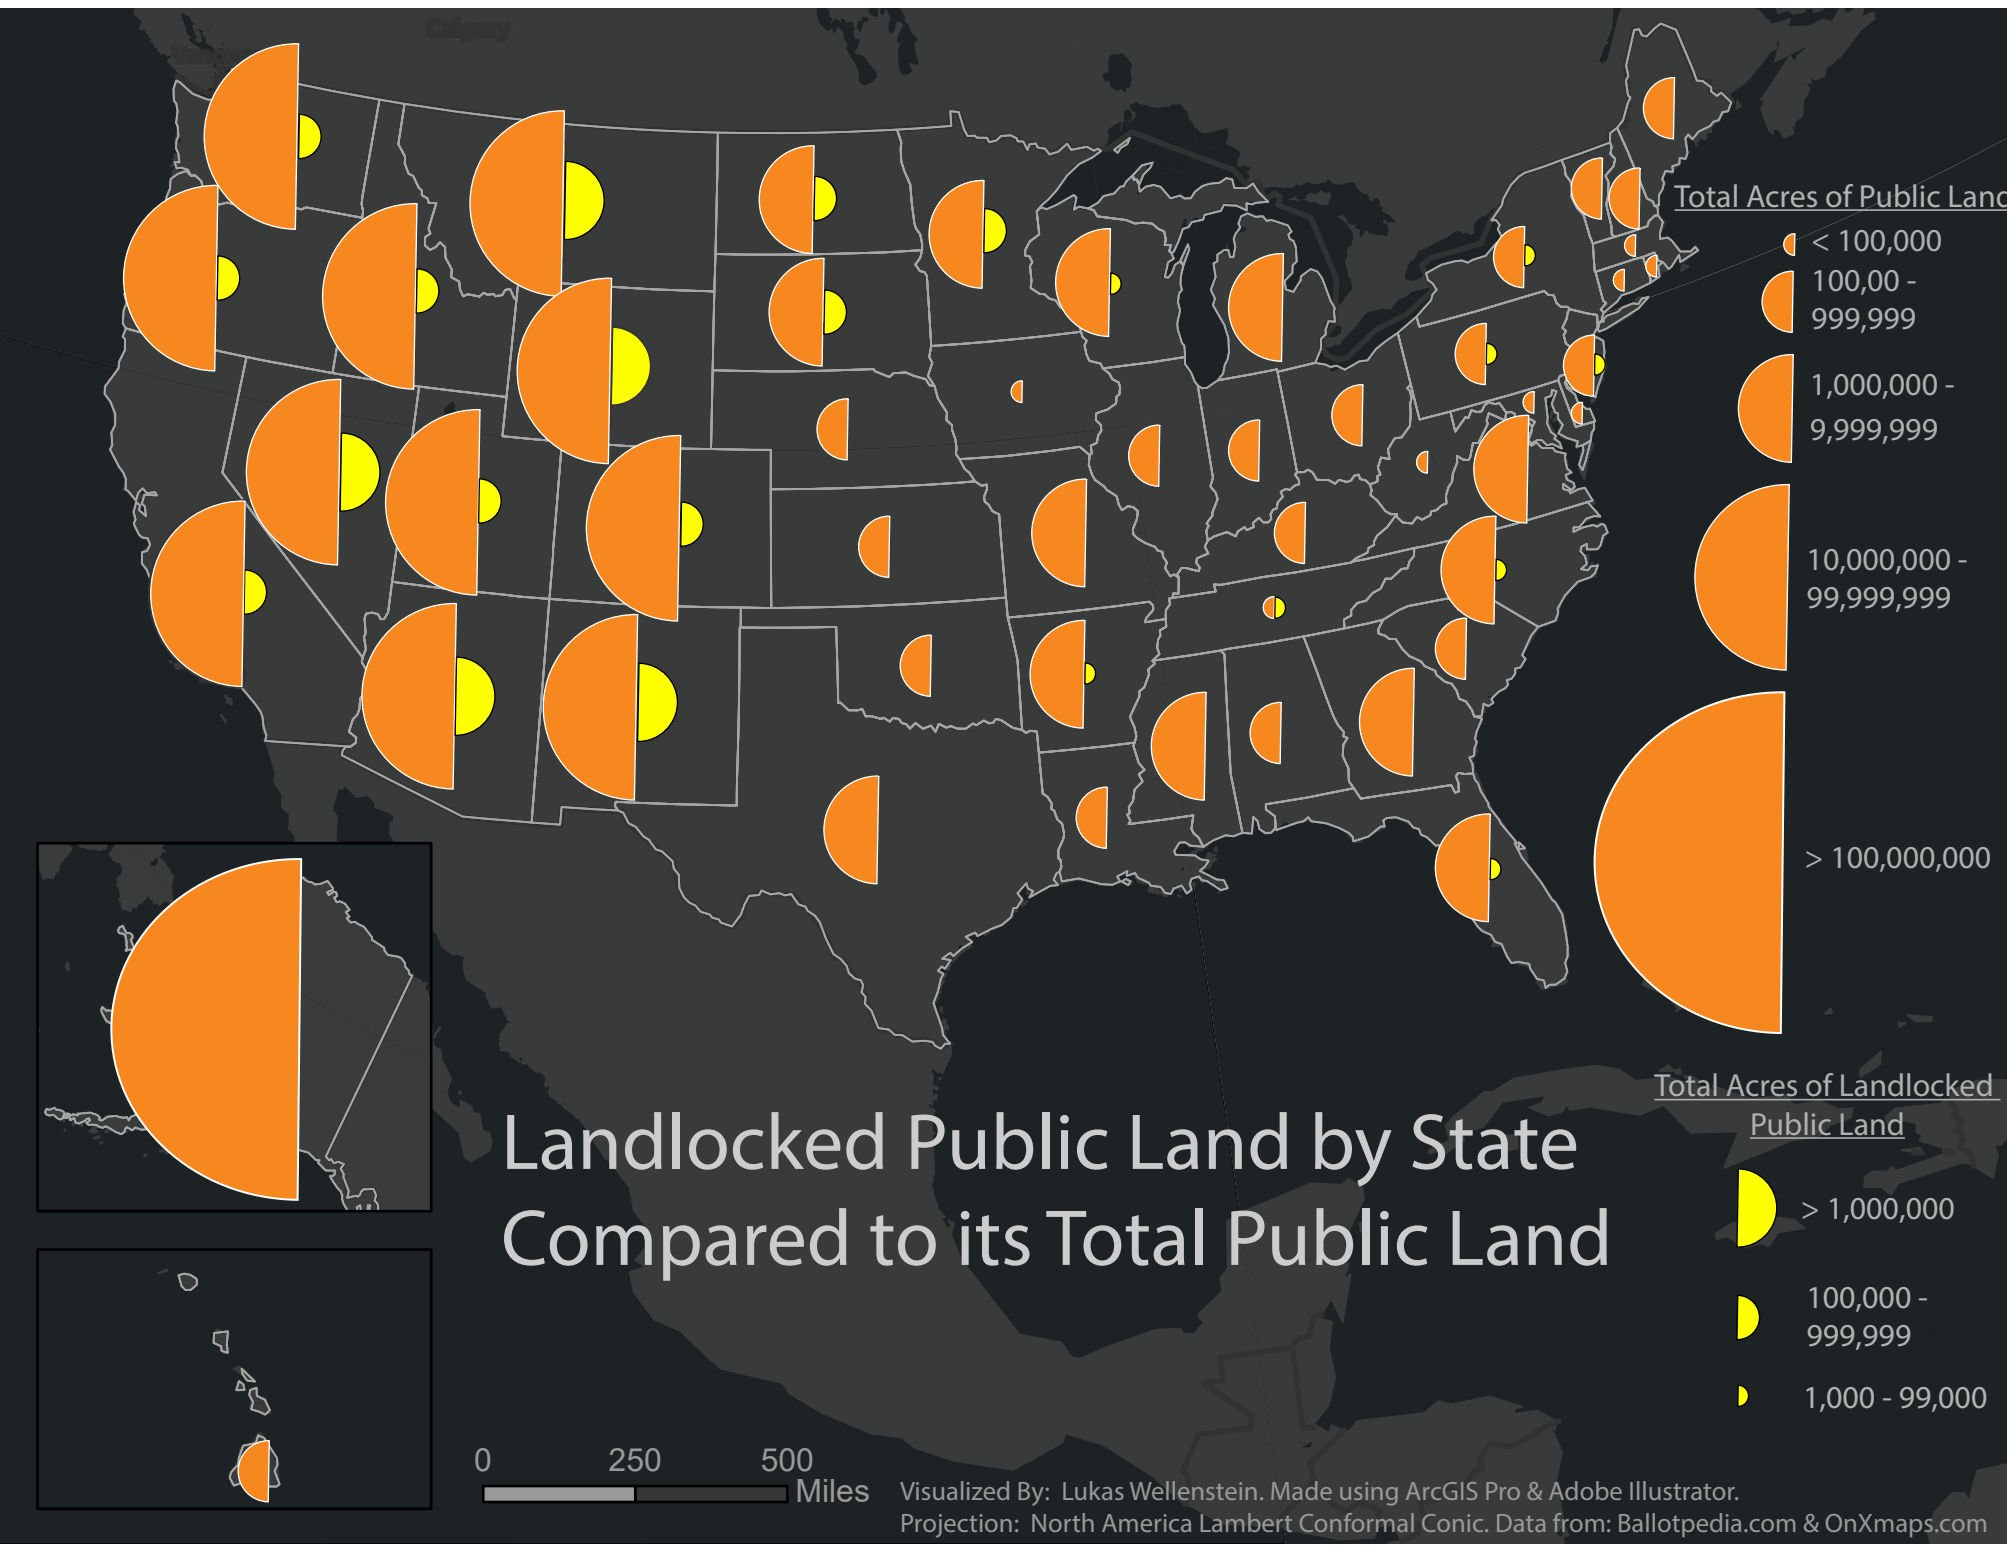 Calgary
Total Acres of Public Land
< 100,000
100,00 -
999,999
1,000,000 -
9,999,999
10,000,000 -
99,999,999
> 100,000,000
Total Acres of Landlocked
Public Land
> 1,000,000
100,000 -
999,999
1,000 - 99,000
Landlocked Public Land by State
Compared to its Total Public Land
0 250 500
Miles
Visualized By: Lukas Wellenstein. Made using ArcGIS Pro & Adobe Illustrator.
Projection: North America Lambert Conformal Conic. Data from: Ballotpedia.com & OnXmaps.com